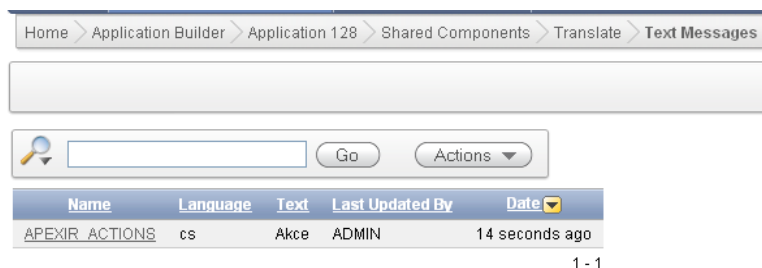 Home > Application Builder > Application 128 > Shared Components > Translate > Text Messages
Go Actions
Name Language Text Last Updated By Date
APEXIR_ACTIONS cs Akce ADMIN 14 seconds ago
1 - 1